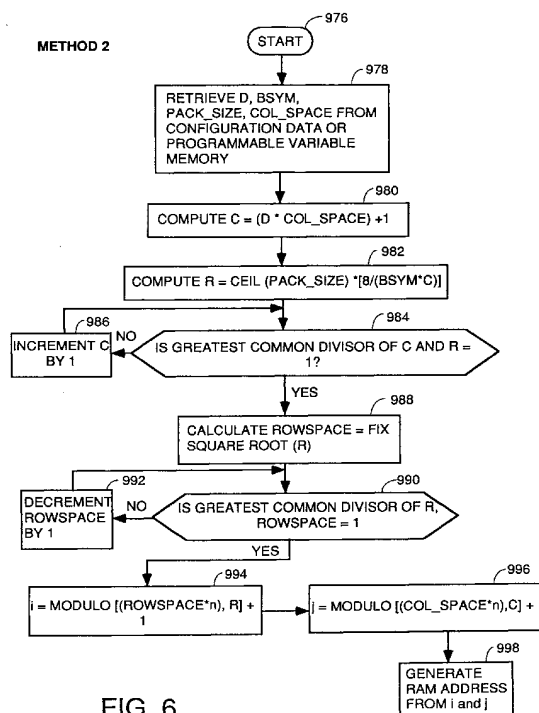 METHOD 2
START
976
978
RETRIEVE D, BSYM,
PACK_SIZE, COL_SPACE FROM
CONFIGURATION DATA OR
PROGRAMMABLE VARIABLE
MEMORY
980
COMPUTE C = (D * COL_SPACE) +1
982
COMPUTE R = CEIL (PACK_SIZE) *[8/(BSYM*C)]
986
INCREMENT C
BY 1
NO
984
IS GREATEST COMMON DIVISOR OF C AND R =
1?
YES
988
CALCULATE ROWSPACE = FIX
SQUARE ROOT (R)
992
DECREMENT
ROWSPACE
BY 1
NO
990
IS GREATEST COMMON DIVISOR OF R,
ROWSPACE = 1
YES
994
i = MODULO [(ROWSPACE*n), R] +
1
996
j = MODULO [(COL_SPACE*n),C] +
998
GENERATE
RAM ADDRESS
FROM i and j
FIG. 6